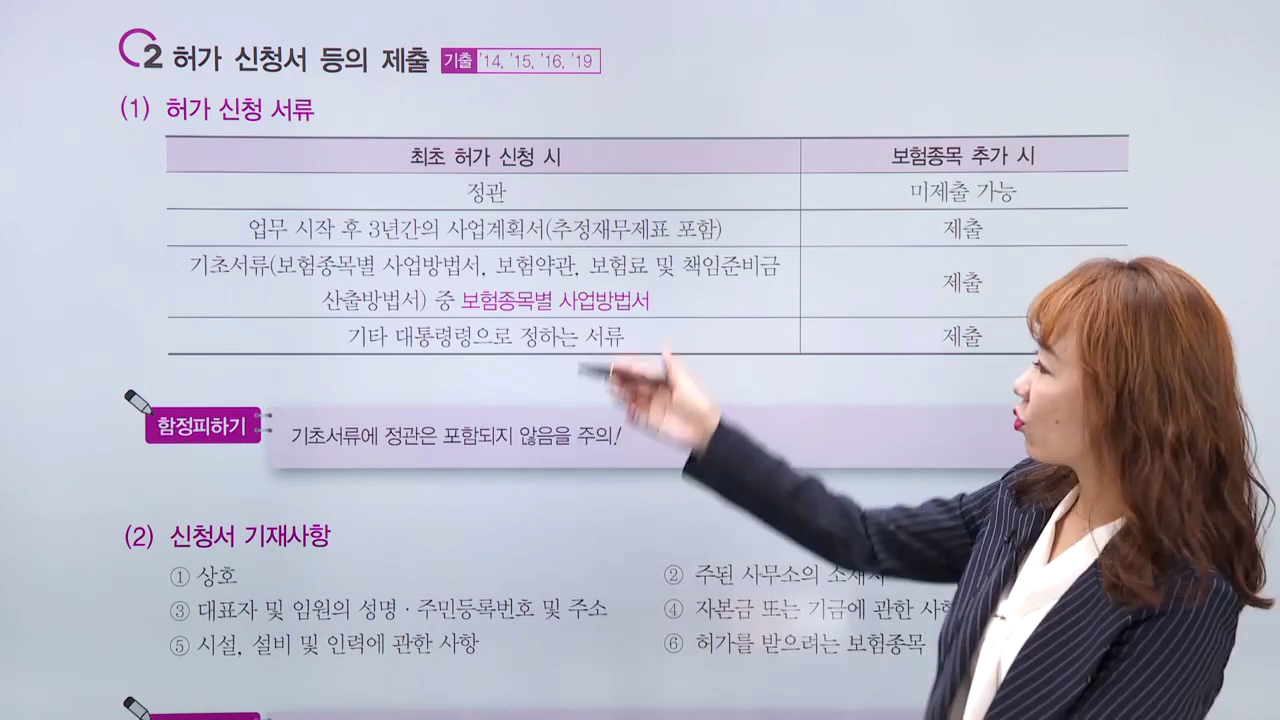 2 허가 신청서 등의 제출 기출 '14, '15, '16, '19
(1) 허가 신청 서류
최초 허가 신청 시 보험종목 추가 시
정관 미제출 가능
업무 시작 후 3년간의 사업계획서(추정재무제표 포함) 제출
기초서류(보험종목별 사업방법서, 보험약관, 보험료 및 책임준비금
산출방법서) 중 보험종목별 사업방법서 제출
기타 대통령령으로 정하는 서류 제출
함정피하기 기초서류에 정관은 포함되지 않음을 주의!
(2) 신청서 기재사항
① 상호 ② 주된 사무소의
③ 대표자 및 임원의 성명·주민등록번호 및 주소 ④ 자본금 또는 기금에 관한
⑤ 시설, 설비 및 인력에 관한 사항 ⑥ 허가를 받으려는 보험종목